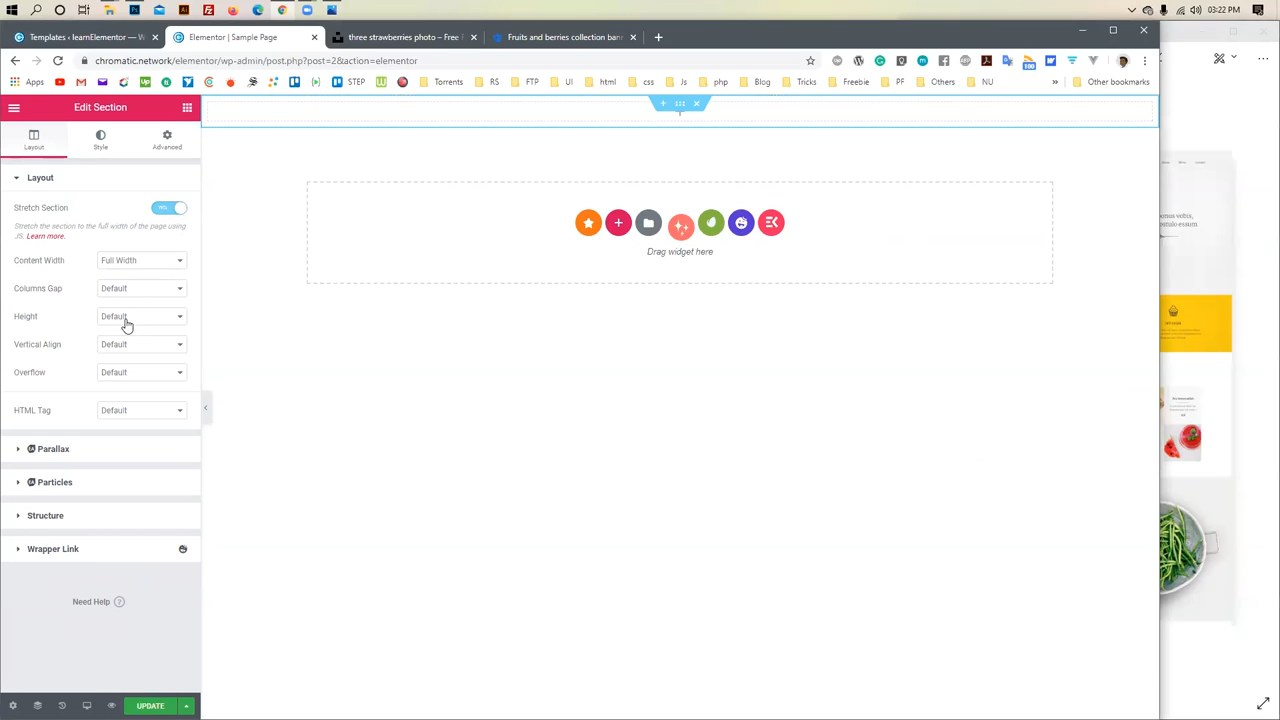 03:22 PM
Templates ‹ learnElementor — W
Elementor | Sample Page
three strawberries photo – Free F
Fruits and berries collection ban
chromatic.network/elementor/wp-admin/post.php?post=2&action=elementor
Apps
STEP
Torrents
RS
FTP
UI
html
css
Js
php
Blog
Tricks
Freebie
PF
Others
NU
Other bookmarks
Edit Section
Layout
Style
Advanced
Layout
Stretch Section
YES
Stretch the section to the full width of the page using JS. Learn more.
Content Width
Full Width
Columns Gap
Default
Height
Default
Vertical Align
Default
Overflow
Default
HTML Tag
Default
Parallax
Particles
Structure
Wrapper Link
Need Help
UPDATE
Drag widget here